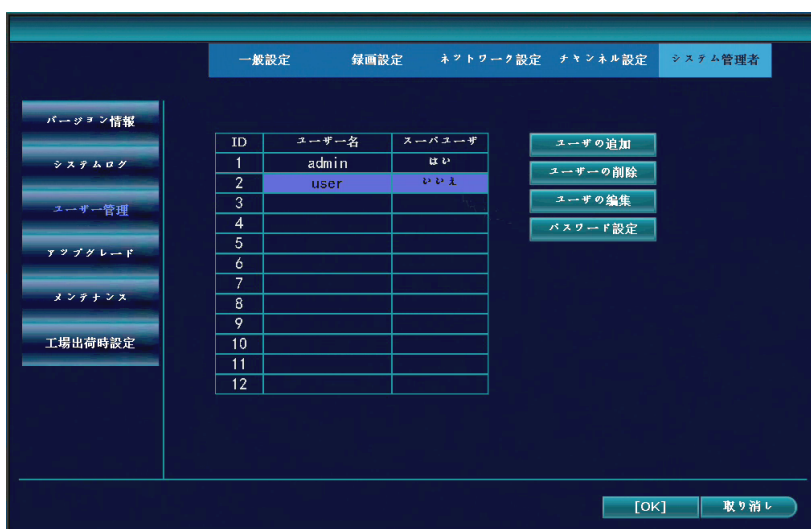 一般設定 録画設定 ネットワーク設定 チャンネル設定 システム管理者
バージョン情報
システムログ
ユーザー管理
アップグレード
メンテナンス
工場出荷時設定
ID ユーザー名 スーパユーザ
1 admin はい
2 user いいえ
3
4
5
6
7
8
9
10
11
12
ユーザの追加
ユーザーの削除
ユーザの編集
パスワード設定
[OK] 取り消し